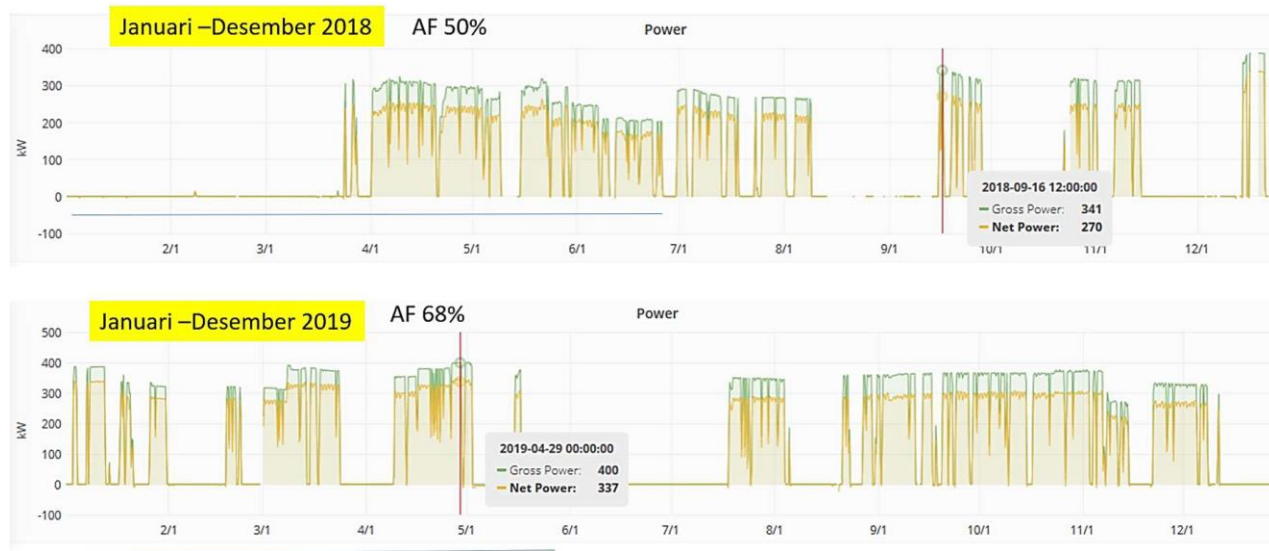 Januari –Desember 2018 AF 50% Power
400
300
200
100
0
-100
kW
2018-09-16 12:00:00
Gross Power: 341
Net Power: 270
2/1 3/1 4/1 5/1 6/1 7/1 8/1 9/1 10/1 11/1 12/1
Januari –Desember 2019 AF 68% Power
500
400
300
200
100
0
-100
kW
2019-04-29 00:00:00
Gross Power: 400
Net Power: 337
2/1 3/1 4/1 5/1 6/1 7/1 8/1 9/1 10/1 11/1 12/1